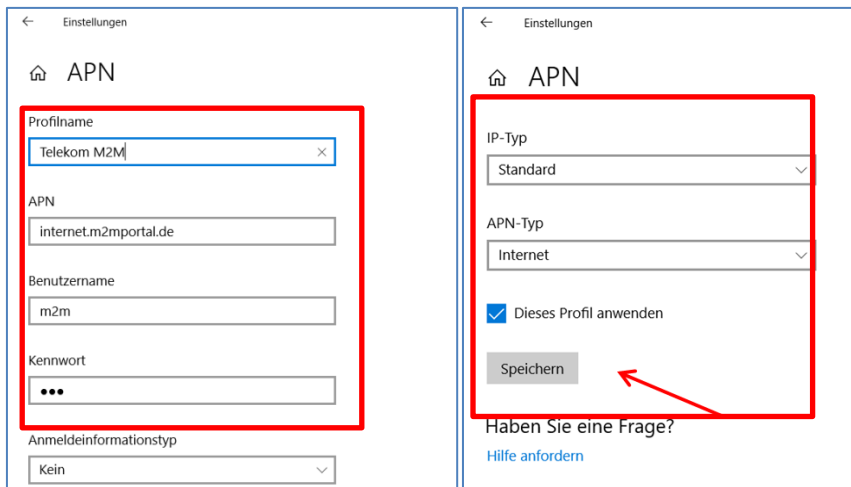 Einstellungen
APN
Profilname
Telekom M2M
APN
internet.m2mportal.de
Benutzername
m2m
Kennwort
•••
Anmeldeinformationstyp
Kein
Einstellungen
APN
IP-Typ
Standard
APN-Typ
Internet
Dieses Profil anwenden
Speichern
Haben Sie eine Frage?
Hilfe anfordern